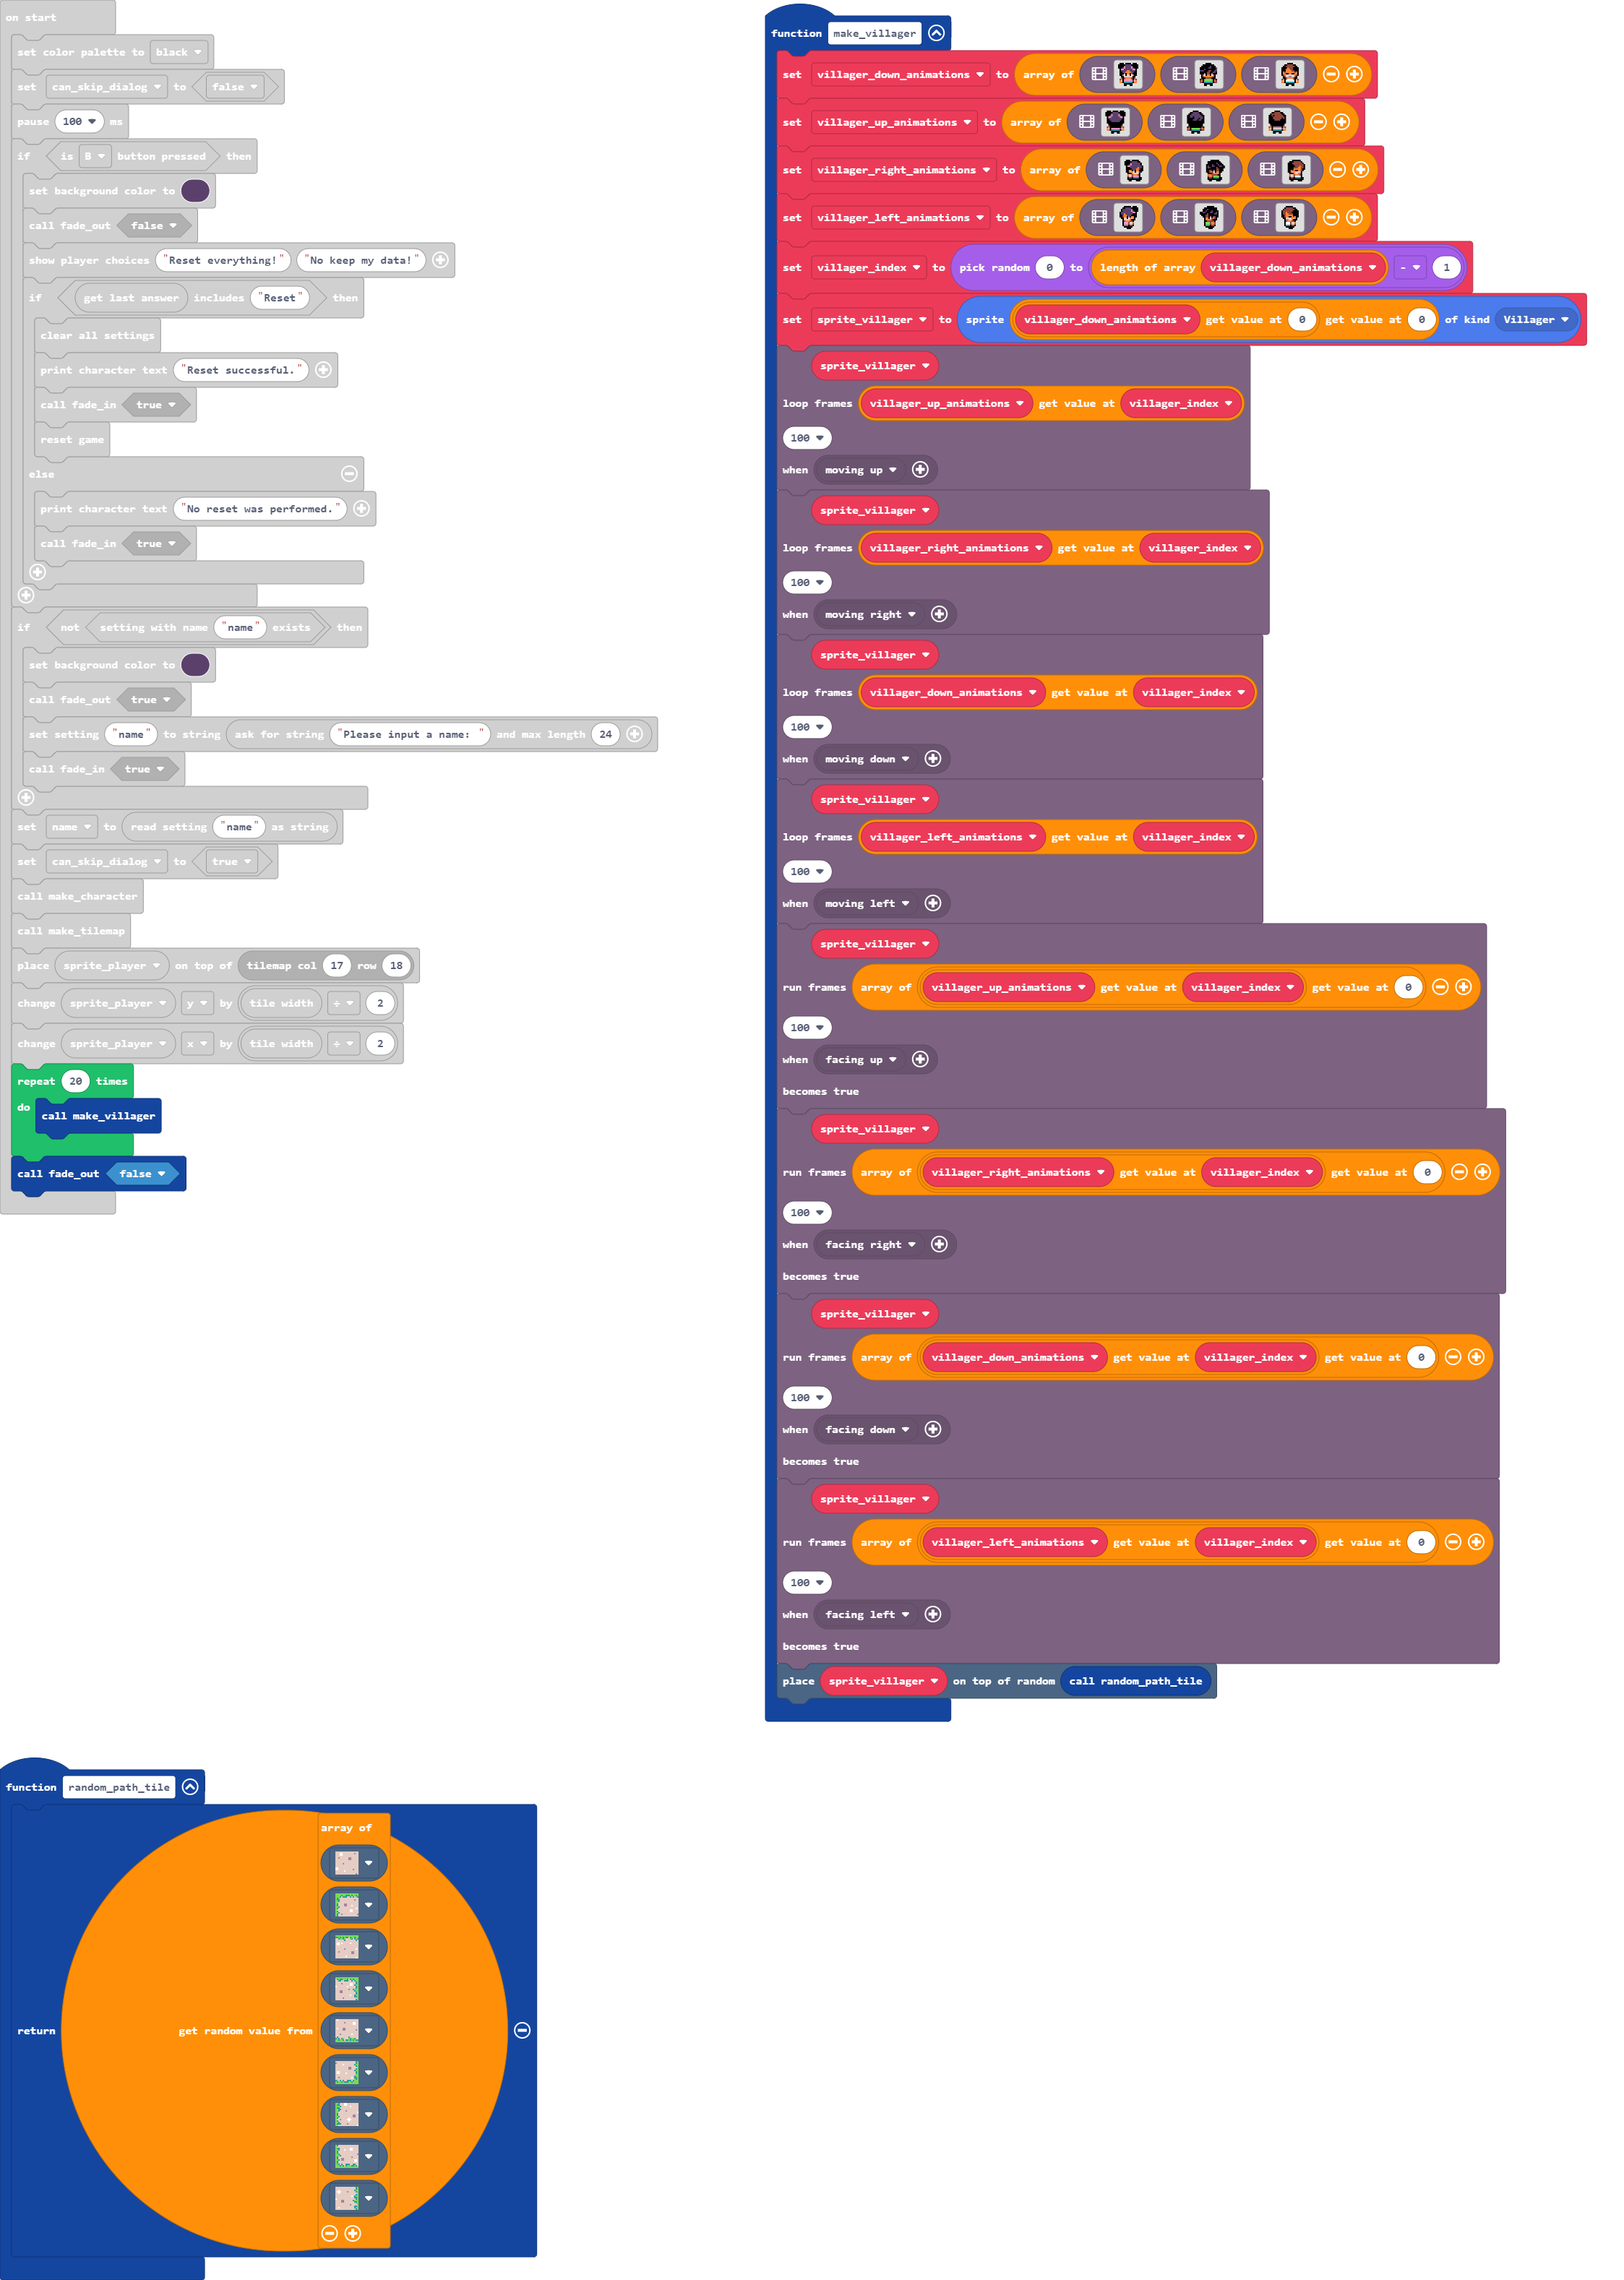 on start
set color palette to black
set can_skip_dialog to false
pause 100 ms
if is B button pressed then
set background color to
call fade_out false
show player choices "Reset everything!" "No keep my data!"
if get last answer includes "Reset" then
clear all settings
print character text "Reset successful."
call fade_in true
reset game
else
print character text "No reset was performed."
call fade_in true
if not setting with name "name" exists then
set background color to
call fade_out true
set setting "name" to string ask for string "Please input a name: " and max length 24
call fade_in true
set name to read setting "name" as string
set can_skip_dialog to true
call make_character
call make_tilemap
place sprite_player on top of tilemap col 17 row 18
change sprite_player y by tile width ÷ 2
change sprite_player x by tile width ÷ 2
repeat 20 times
do call make_villager
call fade_out false
function make_villager
set villager_down_animations to array of
set villager_up_animations to array of
set villager_right_animations to array of
set villager_left_animations to array of
set villager_index to pick random 0 to length of array villager_down_animations - 1
set sprite_villager to sprite villager_down_animations get value at 0 get value at 0 of kind Villager
sprite_villager
loop frames villager_up_animations get value at villager_index
100
when moving up
sprite_villager
loop frames villager_right_animations get value at villager_index
100
when moving right
sprite_villager
loop frames villager_down_animations get value at villager_index
100
when moving down
sprite_villager
loop frames villager_left_animations get value at villager_index
100
when moving left
sprite_villager
run frames array of villager_up_animations get value at villager_index get value at 0
100
when facing up
becomes true
sprite_villager
run frames array of villager_right_animations get value at villager_index get value at 0
100
when facing right
becomes true
sprite_villager
run frames array of villager_down_animations get value at villager_index get value at 0
100
when facing down
becomes true
sprite_villager
run frames array of villager_left_animations get value at villager_index get value at 0
100
when facing left
becomes true
place sprite_villager on top of random call random_path_tile
function random_path_tile
array of
return get random value from